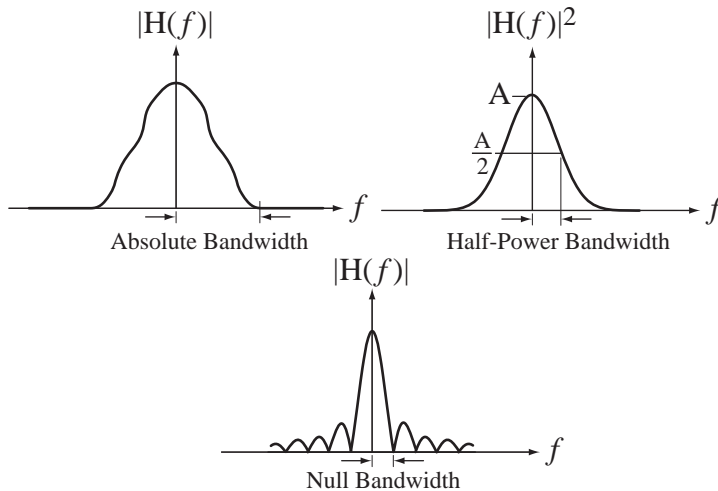 |H(f)|
f
Absolute Bandwidth
|H(f)|²
A
A/2
f
Half-Power Bandwidth
|H(f)|
f
Null Bandwidth